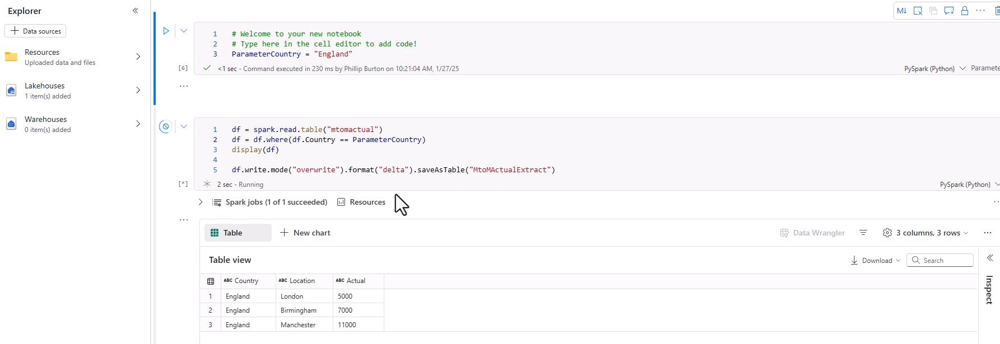 Explorer
Data sources
Resources
Uploaded data and files
Lakehouses
1 item(s) added
Warehouses
0 item(s) added
M↓
1 # Welcome to your new notebook
2 # Type here in the cell editor to add code!
3 ParameterCountry = "England"
[6] <1 sec - Command executed in 230 ms by Phillip Burton on 10:21:04 AM, 1/27/25
PySpark (Python)
1 df = spark.read.table("mtomactual")
2 df = df.where(df.Country == ParameterCountry)
3 display(df)
4
5 df.write.mode("overwrite").format("delta").saveAsTable("MtoMActualExtract")
[*] 2 sec - Running PySpark (Python)
Spark jobs (1 of 1 succeeded) Resources
Table New chart Data Wrangler 3 columns, 3 rows
Table view Download Search
ABC Country ABC Location ABC Actual
1 England London 5000
2 England Birmingham 7000
3 England Manchester 11000
Inspect